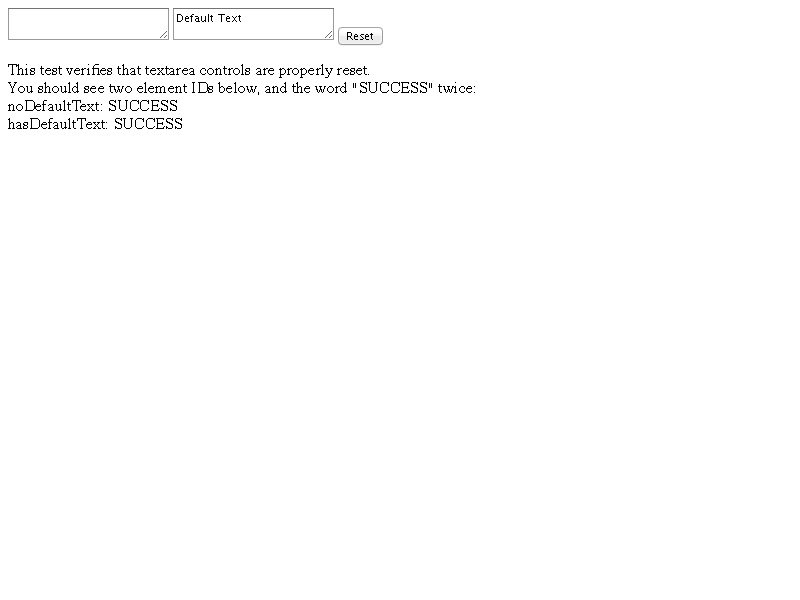 Default Text
Reset
This test verifies that textarea controls are properly reset.
You should see two element IDs below, and the word "SUCCESS" twice:
noDefaultText: SUCCESS
hasDefaultText: SUCCESS